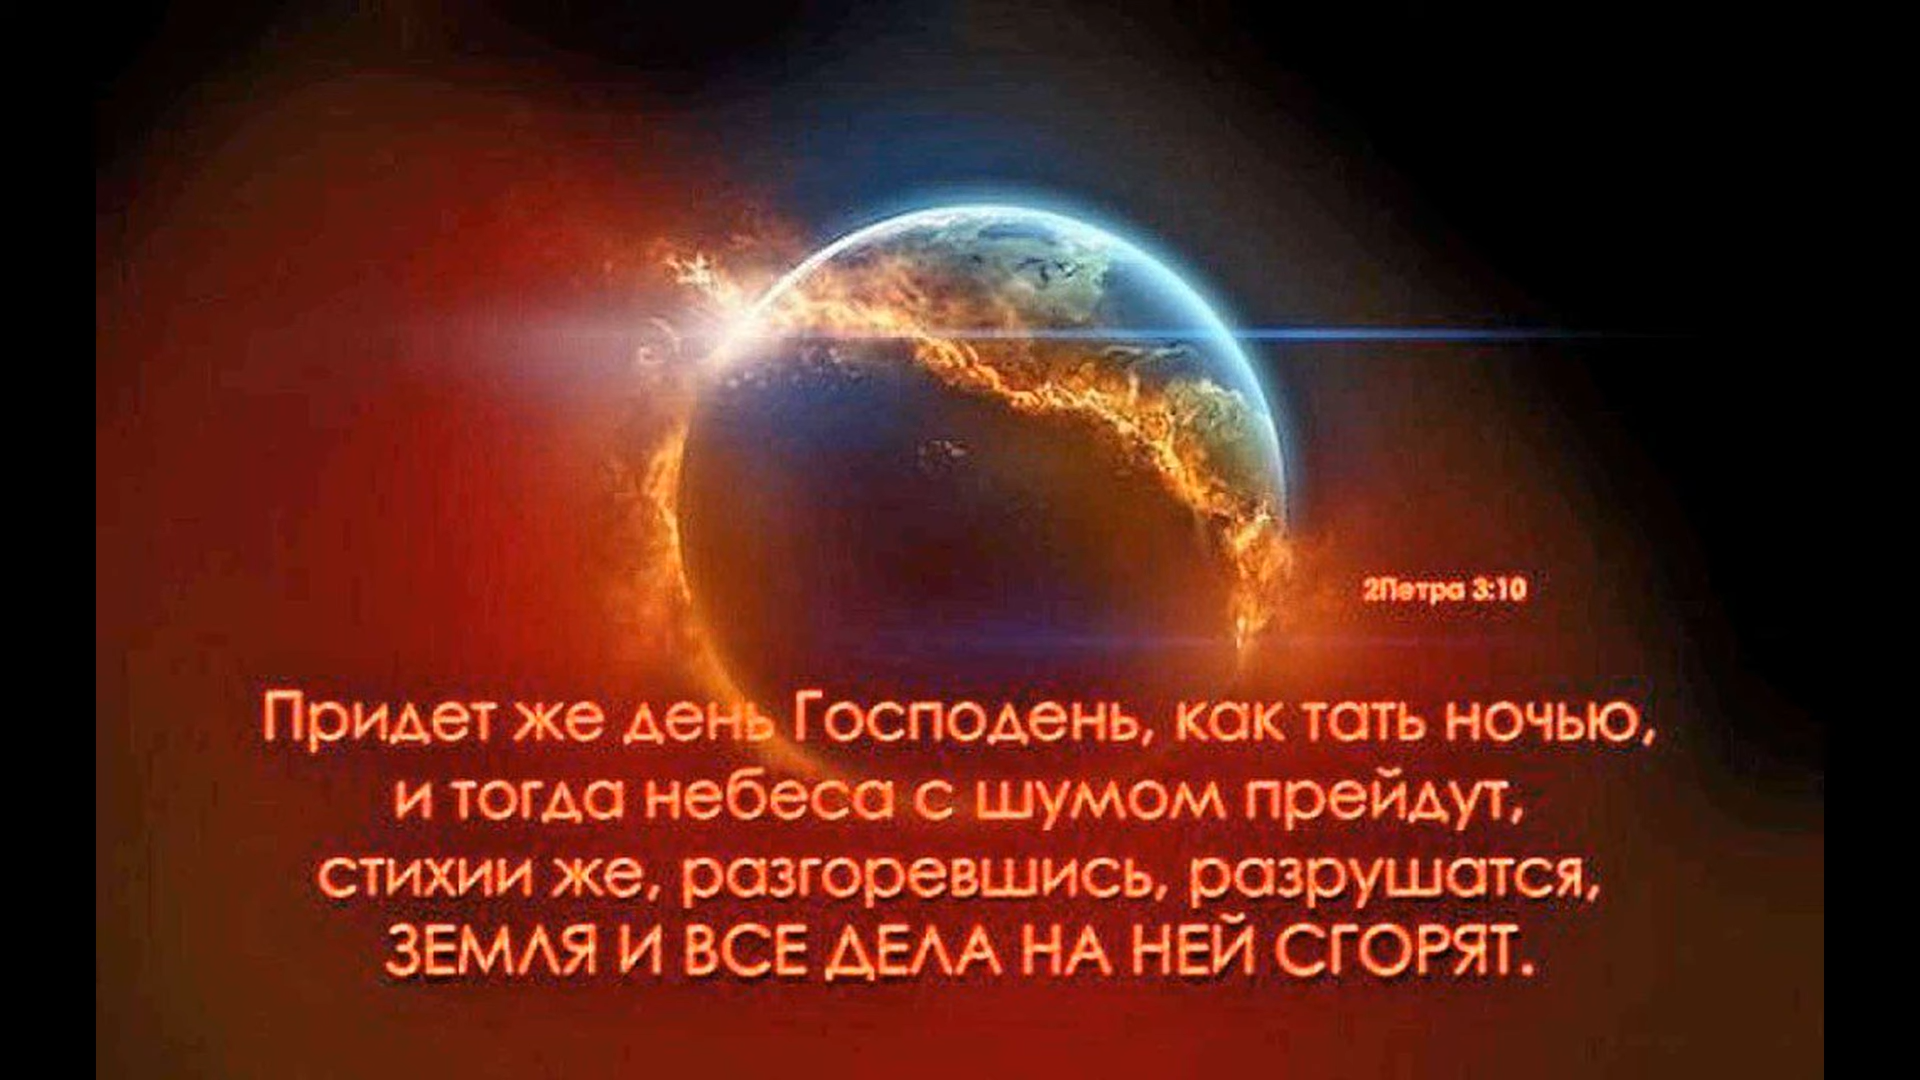 2Петра 3:10
Придет же день Господень, как тать ночью,
и тогда небеса с шумом прейдут,
стихии же, разгоревшись, разрушатся,
ЗЕМЛЯ И ВСЕ ДЕЛА НА НЕЙ СГОРЯТ.